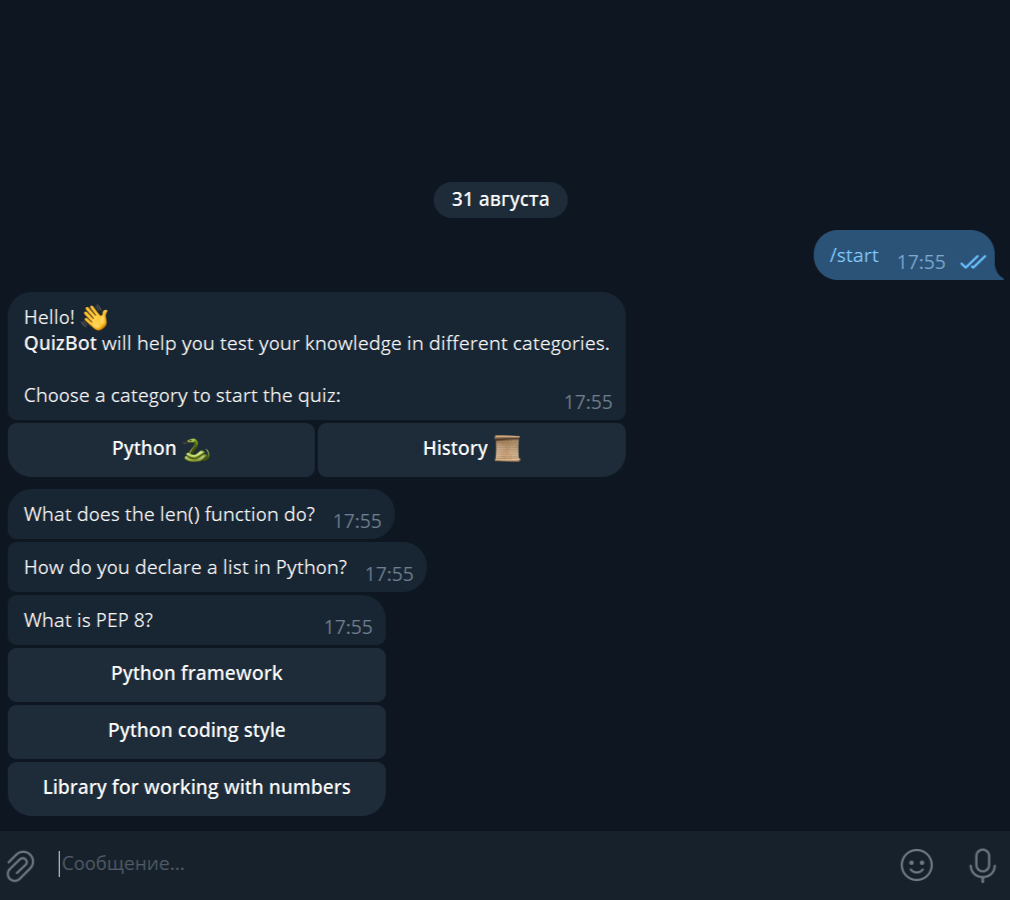 31 августа
/start 17:55
Hello! 👋
QuizBot will help you test your knowledge in different categories.
Choose a category to start the quiz:
17:55
Python 🐍
History 📜
What does the len() function do? 17:55
How do you declare a list in Python? 17:55
What is PEP 8? 17:55
Python framework
Python coding style
Library for working with numbers
Сообщение...